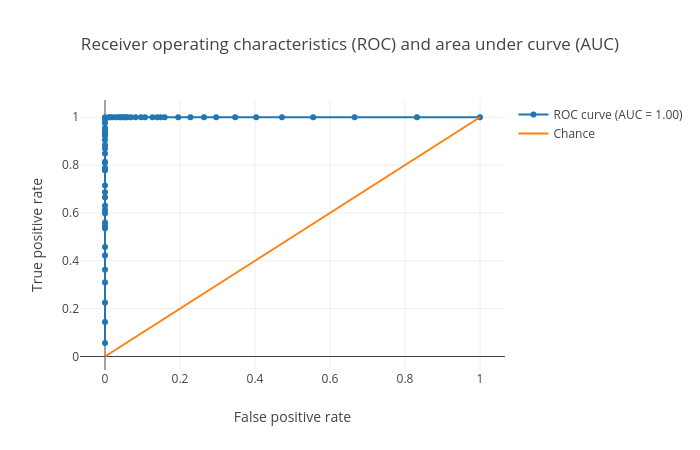 Receiver operating characteristics (ROC) and area under curve (AUC)
ROC curve (AUC = 1.00)
Chance
1
0.8
0.6
0.4
0.2
0
True positive rate
0 0.2 0.4 0.6 0.8 1
False positive rate